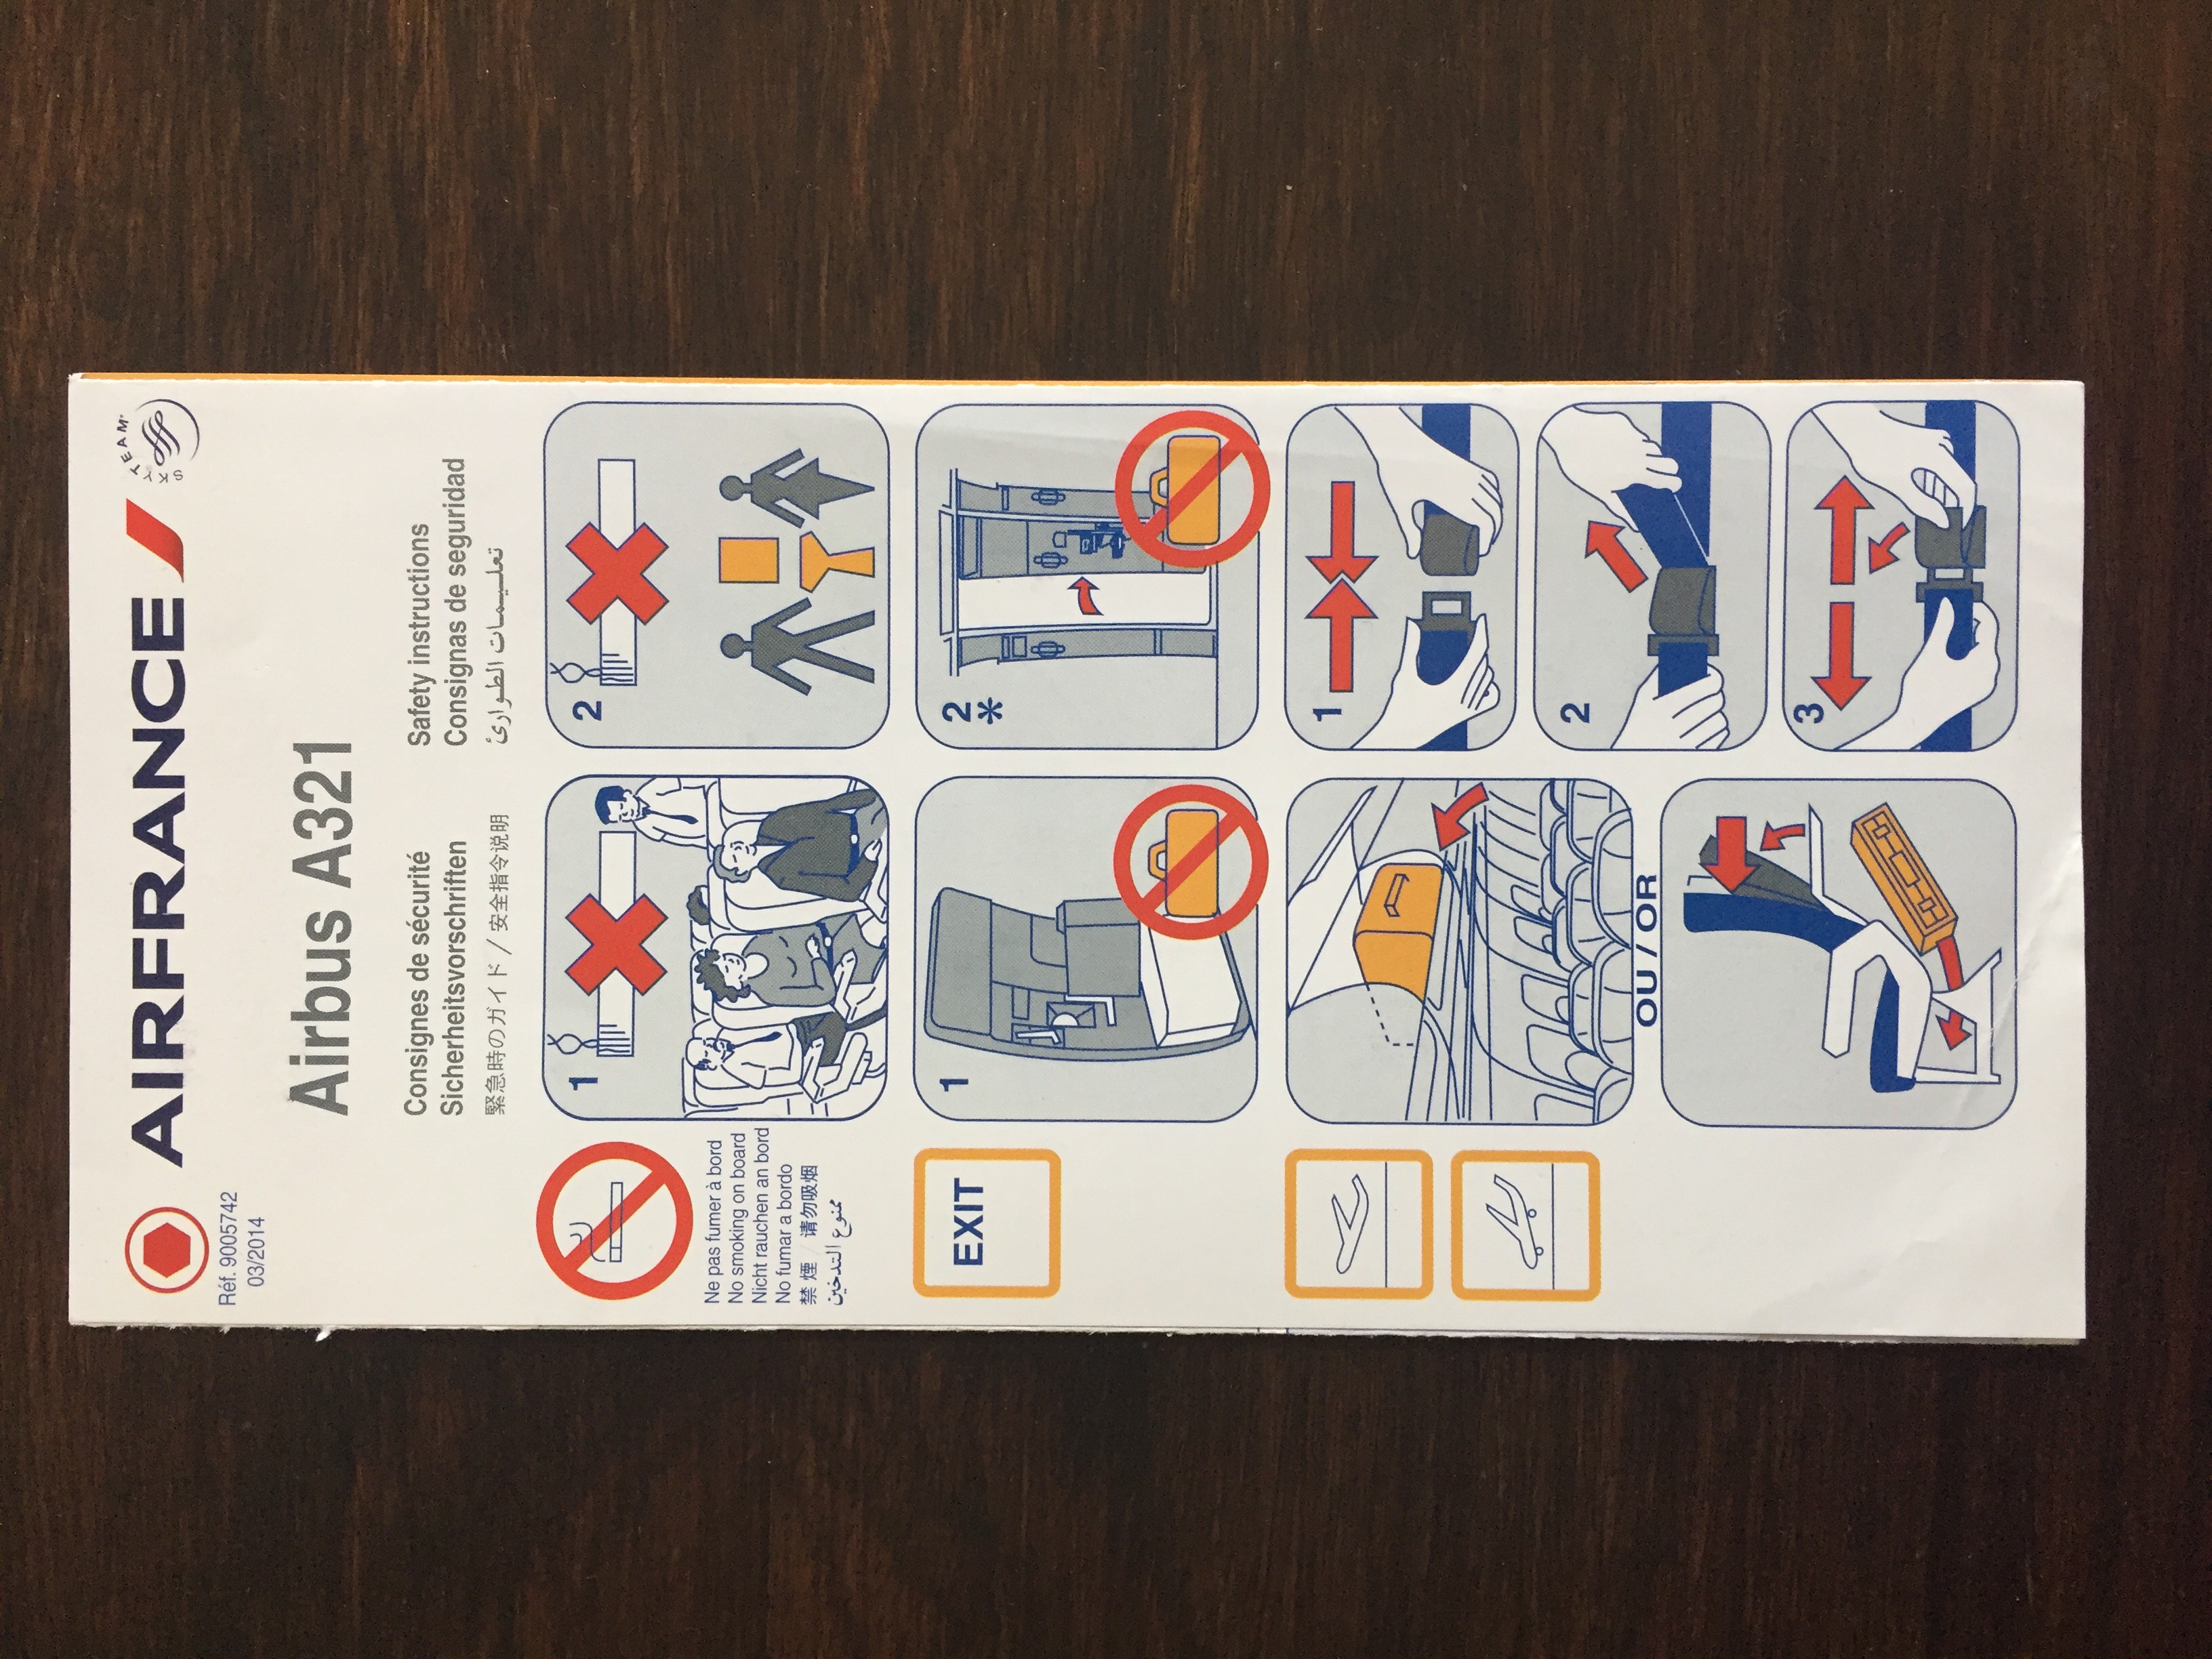 AIRFRANCE
SKYTEAM
Réf. 9005742
03/2014
Airbus A321
Consignes de sécurité
Safety instructions
Sicherheitsvorschriften
Consignas de seguridad
緊急時のガイド / 安全指令说明
تعليمات الطوارئ
Ne pas fumer à bord
No smoking on board
Nicht rauchen an bord
No fumar a bordo
禁煙 / 请勿吸烟
ممنوع التدخين
1
2
EXIT
1
2
*
1
2
OU / OR
3